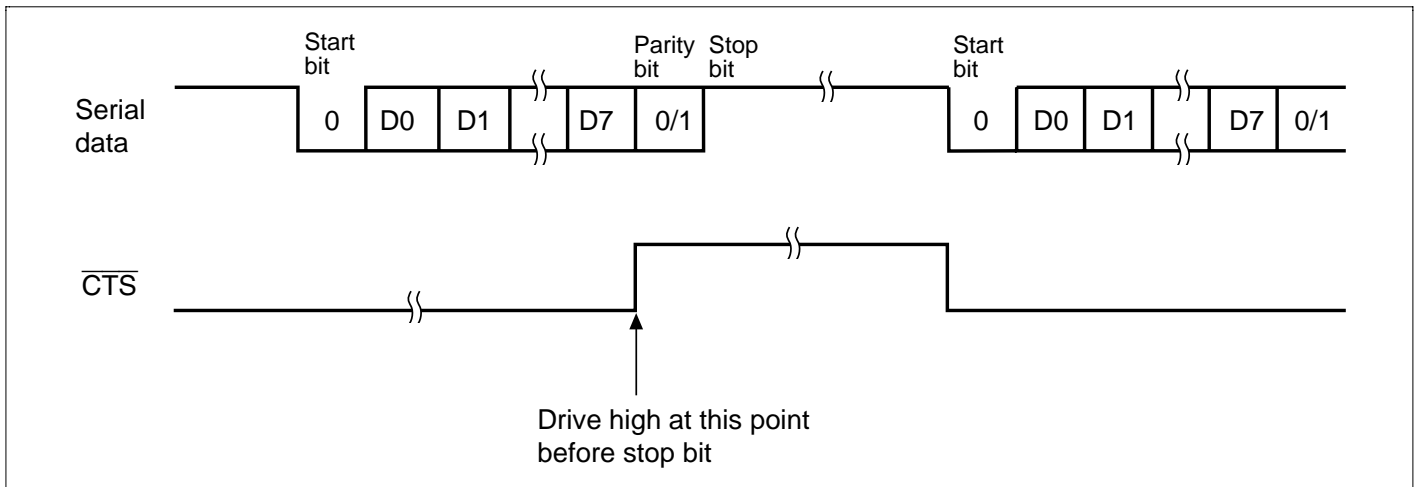 Start
bit
Parity
bit
Stop
bit
Start
bit
Serial
data
0 D0 D1 D7 0/1 0 D0 D1 D7 0/1
CTS
Drive high at this point
before stop bit